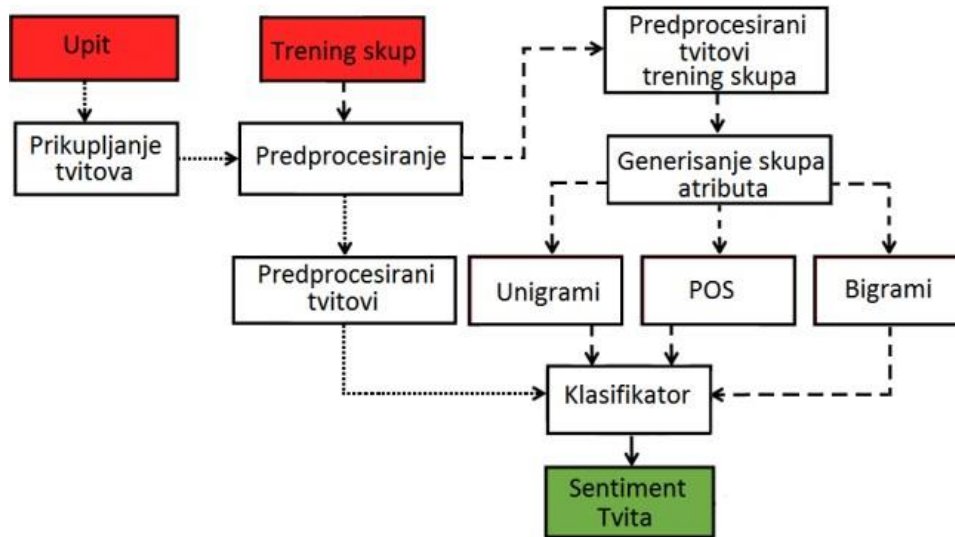 Upit
Trening skup
Predprocesirani
tvitovi
trening skupa
Prikupljanje
tvitova
Predprocesiranje
Generisanje skupa
atributa
Predprocesirani
tvitovi
Unigrami
POS
Bigrami
Klasifikator
Sentiment
Tvita